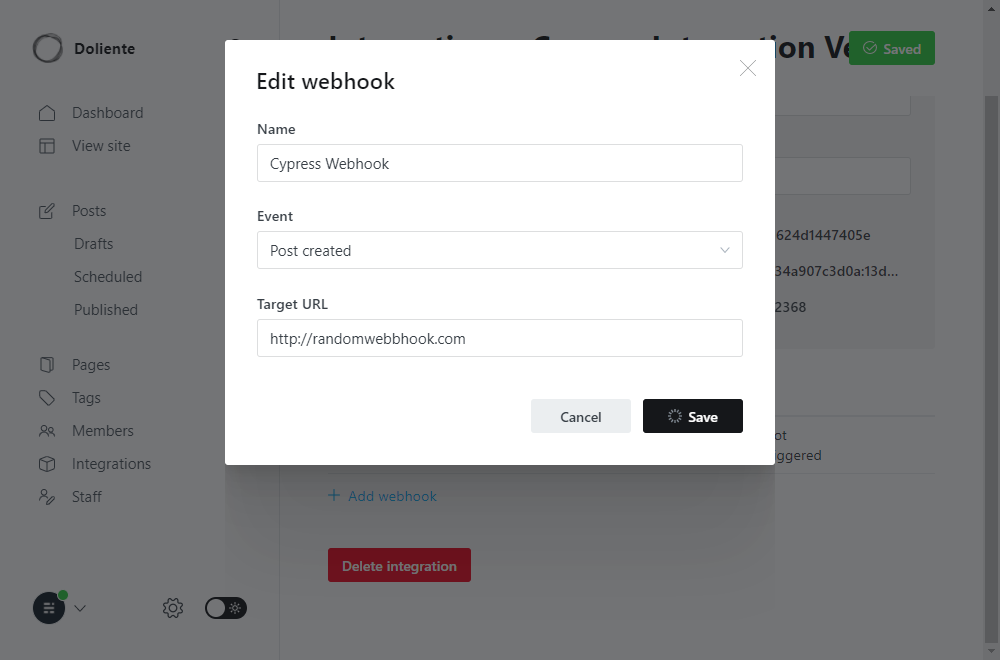 Doliente
Saved
Edit webhook
Dashboard
View site
Name
Cypress Webhook
Posts
Drafts
Scheduled
Published
Event
Post created
624d1447405e
34a907c3d0a:13d...
2368
Target URL
http://randomwebbhook.com
Pages
Tags
Members
Integrations
Staff
Cancel
Save
ot
ggered
Add webhook
Delete integration